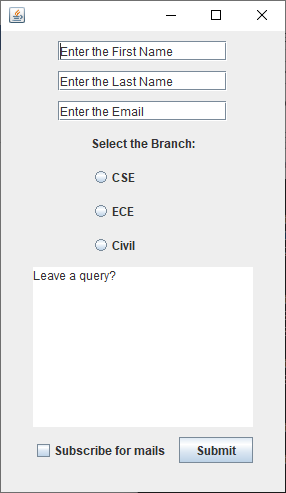 Enter the First Name
Enter the Last Name
Enter the Email
Select the Branch:
CSE
ECE
Civil
Leave a query?
Subscribe for mails Submit